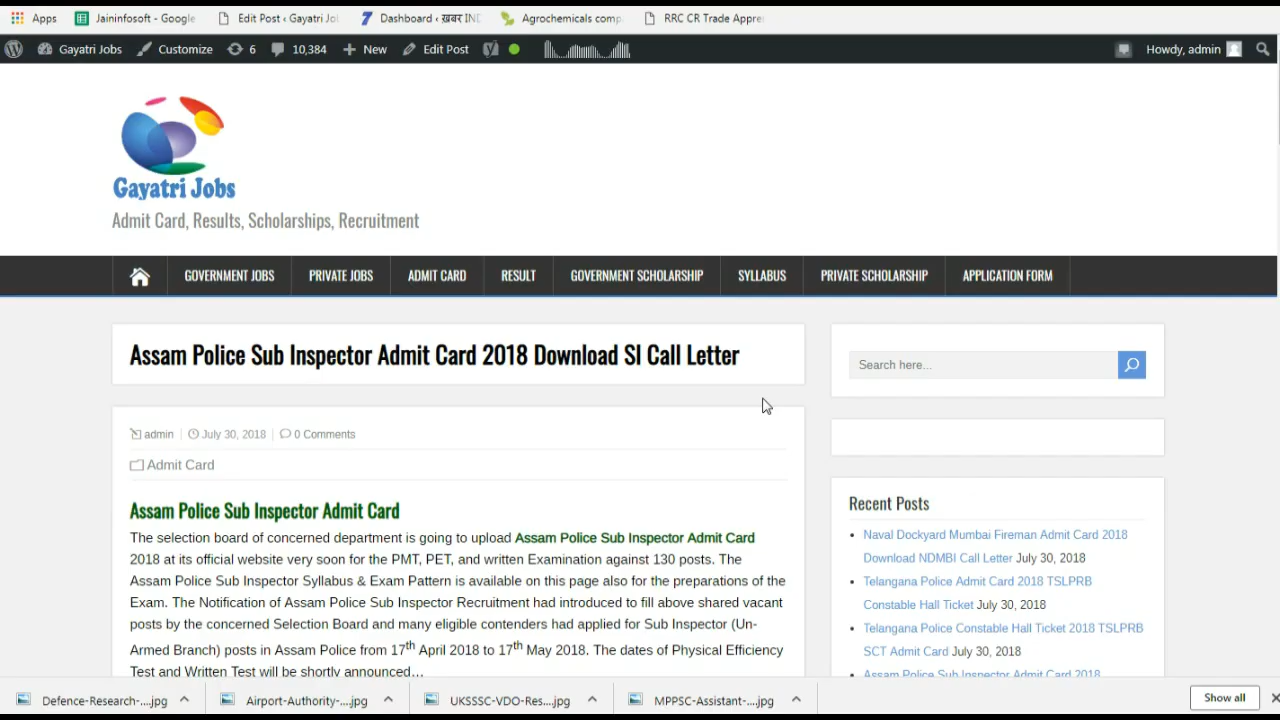 Apps Jaininfosoft - Google Edit Post ‹ Gayatri Jo Dashboard ‹ ख़बर IND Agrochemicals comp RRC CR Trade Appre
Gayatri Jobs Customize 6 10,384 New Edit Post Howdy, admin
Gayatri Jobs
Admit Card, Results, Scholarships, Recruitment
GOVERNMENT JOBS PRIVATE JOBS ADMIT CARD RESULT GOVERNMENT SCHOLARSHIP SYLLABUS PRIVATE SCHOLARSHIP APPLICATION FORM
Assam Police Sub Inspector Admit Card 2018 Download SI Call Letter
admin July 30, 2018 0 Comments
Admit Card
Assam Police Sub Inspector Admit Card
The selection board of concerned department is going to upload Assam Police Sub Inspector Admit Card
2018 at its official website very soon for the PMT, PET, and written Examination against 130 posts. The
Assam Police Sub Inspector Syllabus & Exam Pattern is available on this page also for the preparations of the
Exam. The Notification of Assam Police Sub Inspector Recruitment had introduced to fill above shared vacant
posts by the concerned Selection Board and many eligible contenders had applied for Sub Inspector (Un-
Armed Branch) posts in Assam Police from 17th April 2018 to 17th May 2018. The dates of Physical Efficiency
Test and Written Test will be shortly announced…
Search here...
Recent Posts
Naval Dockyard Mumbai Fireman Admit Card 2018
Download NDMBI Call Letter July 30, 2018
Telangana Police Admit Card 2018 TSLPRB
Constable Hall Ticket July 30, 2018
Telangana Police Constable Hall Ticket 2018 TSLPRB
SCT Admit Card July 30, 2018
Assam Police Sub Inspector Admit Card 2018
Defence-Research-....jpg Airport-Authority-....jpg UKSSSC-VDO-Res....jpg MPPSC-Assistant-....jpg Show all